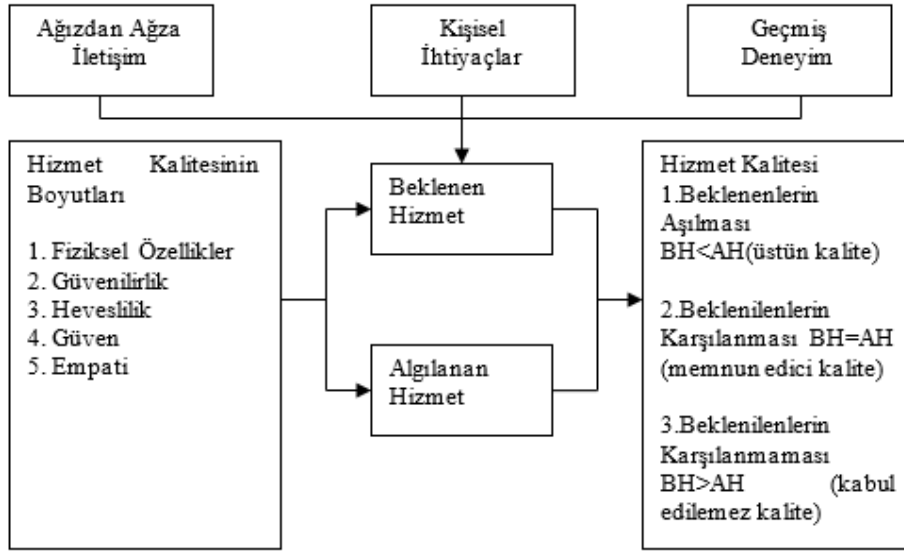 Ağızdan Ağza
İletişim
Kişisel
İhtiyaçlar
Geçmiş
Deneyim
Hizmet Kalitesinin
Boyutları
1. Fiziksel Özellikler
2. Güvenilirlik
3. Heveslilik
4. Güven
5. Empati
Beklenen
Hizmet
Algılanan
Hizmet
Hizmet Kalitesi
1.Beklenenlerin
Aşılması
BH<AH(üstün kalite)
2.Beklenilenlerin
Karşılanması BH=AH
(memnun edici kalite)
3.Beklenilenlerin
Karşılanmaması
BH>AH (kabul
edilemez kalite)